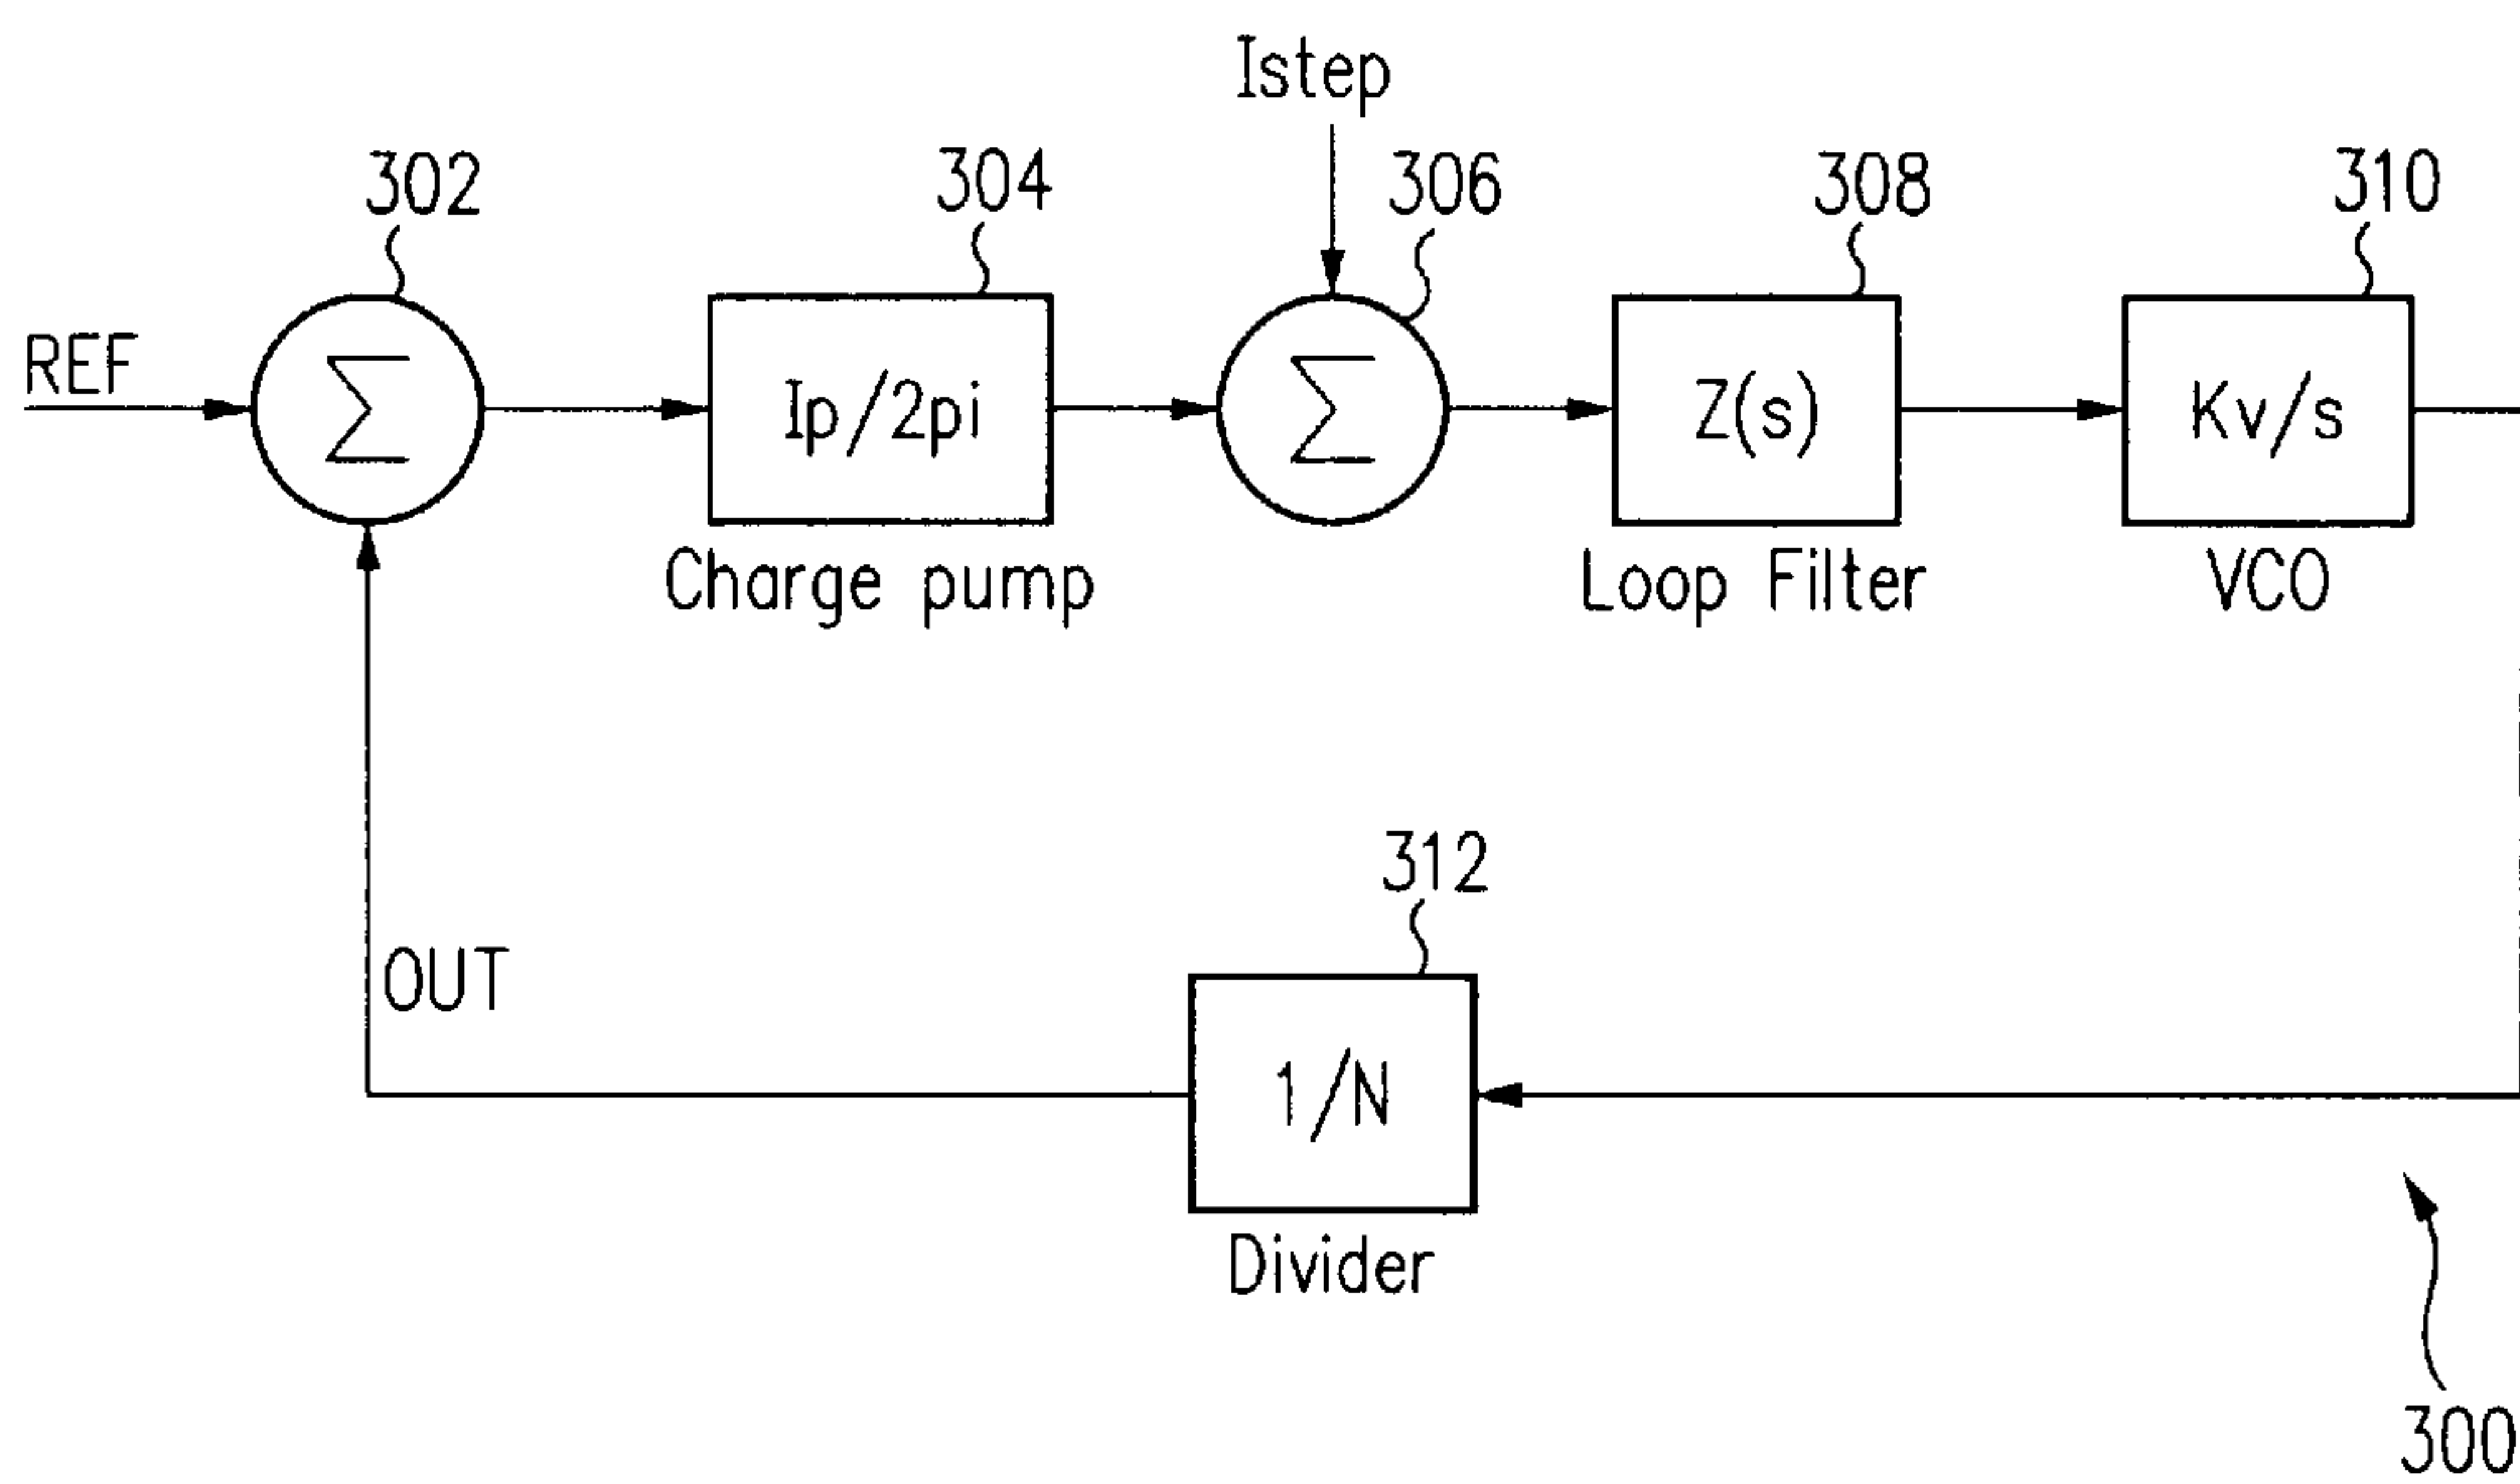 Istep
302
304
306
308
310
REF
Σ
Ip/2pi
Σ
Z(s)
Kv/s
Charge pump
Loop Filter
VCO
312
OUT
1/N
Divider
300